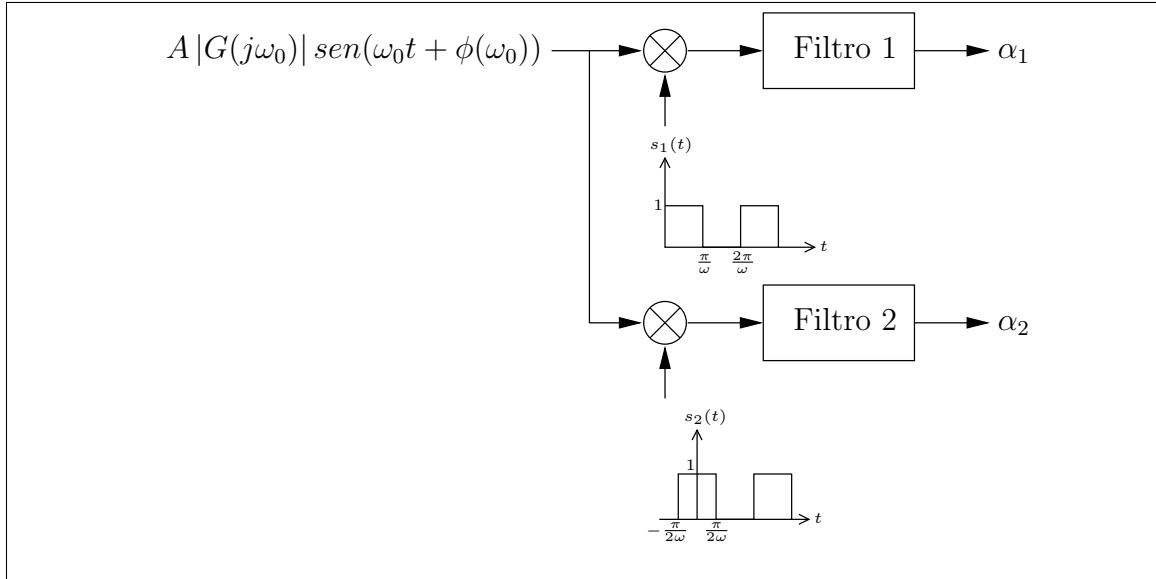 A |G(jω₀)| sen(ω₀t + ϕ(ω₀))
Filtro 1
α₁
s₁(t)
1
π/ω
2π/ω
t
Filtro 2
α₂
s₂(t)
1
−π/2ω
π/2ω
t